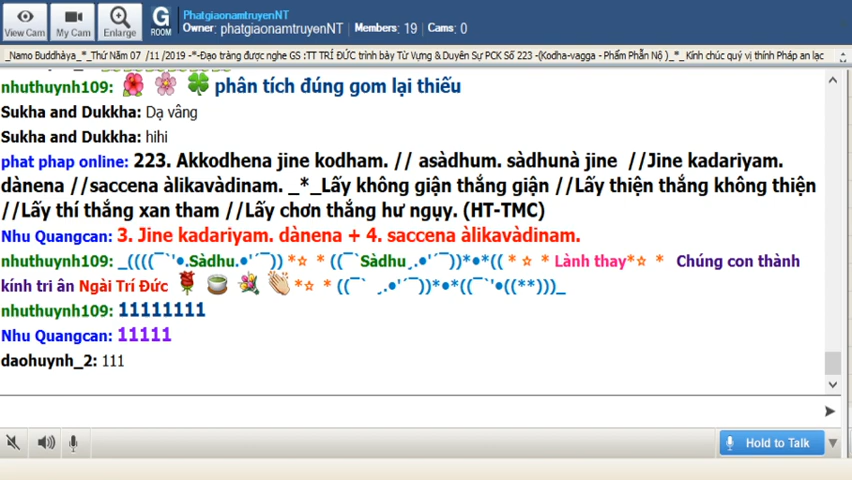 View Cam
My Cam
Enlarge
G
ROOM
PhatgiaonamtruyenNT
Owner: phatgiaonamtruyenNT | Members: 19 | Cams: 0
_Namo Buddhàya_*_Thứ Năm 07 /11 /2019 -*-Đạo tràng được nghe GS :TT TRÍ ĐỨC trình bày Từ Vựng & Duyên Sự PCK Số 223 -(Kodha-vagga - Phẩm Phẫn Nộ )_*_ Kính chúc quý vị thính Pháp an lạc
nhuthuynh109: phân tích đúng gom lại thiếu
Sukha and Dukkha: Dạ vâng
Sukha and Dukkha: hihi
phat phap online: 223. Akkodhena jine kodham. // asàdhum. sàdhunà jine //Jine kadariyam.
dànena //saccena àlikavàdinam. _*_Lấy không giận thắng giận //Lấy thiện thắng không thiện
//Lấy thí thắng xan tham //Lấy chơn thắng hư ngụy. (HT-TMC)
Nhu Quangcan: 3. Jine kadariyam. dànena + 4. saccena àlikavàdinam.
nhuthuynh109: _((((¯`'•.Sàdhu.•'´¯)) *☆ * ((¯`Sàdhu¸.•'´¯))*•*(( * ☆ * Lành thay*☆ * Chúng con thành
kính tri ân Ngài Trí Đức *☆ * ((¯` ¸.•'´¯))*•*((¯`'•((**)))_
nhuthuynh109: 11111111
Nhu Quangcan: 11111
daohuynh_2: 111
Hold to Talk